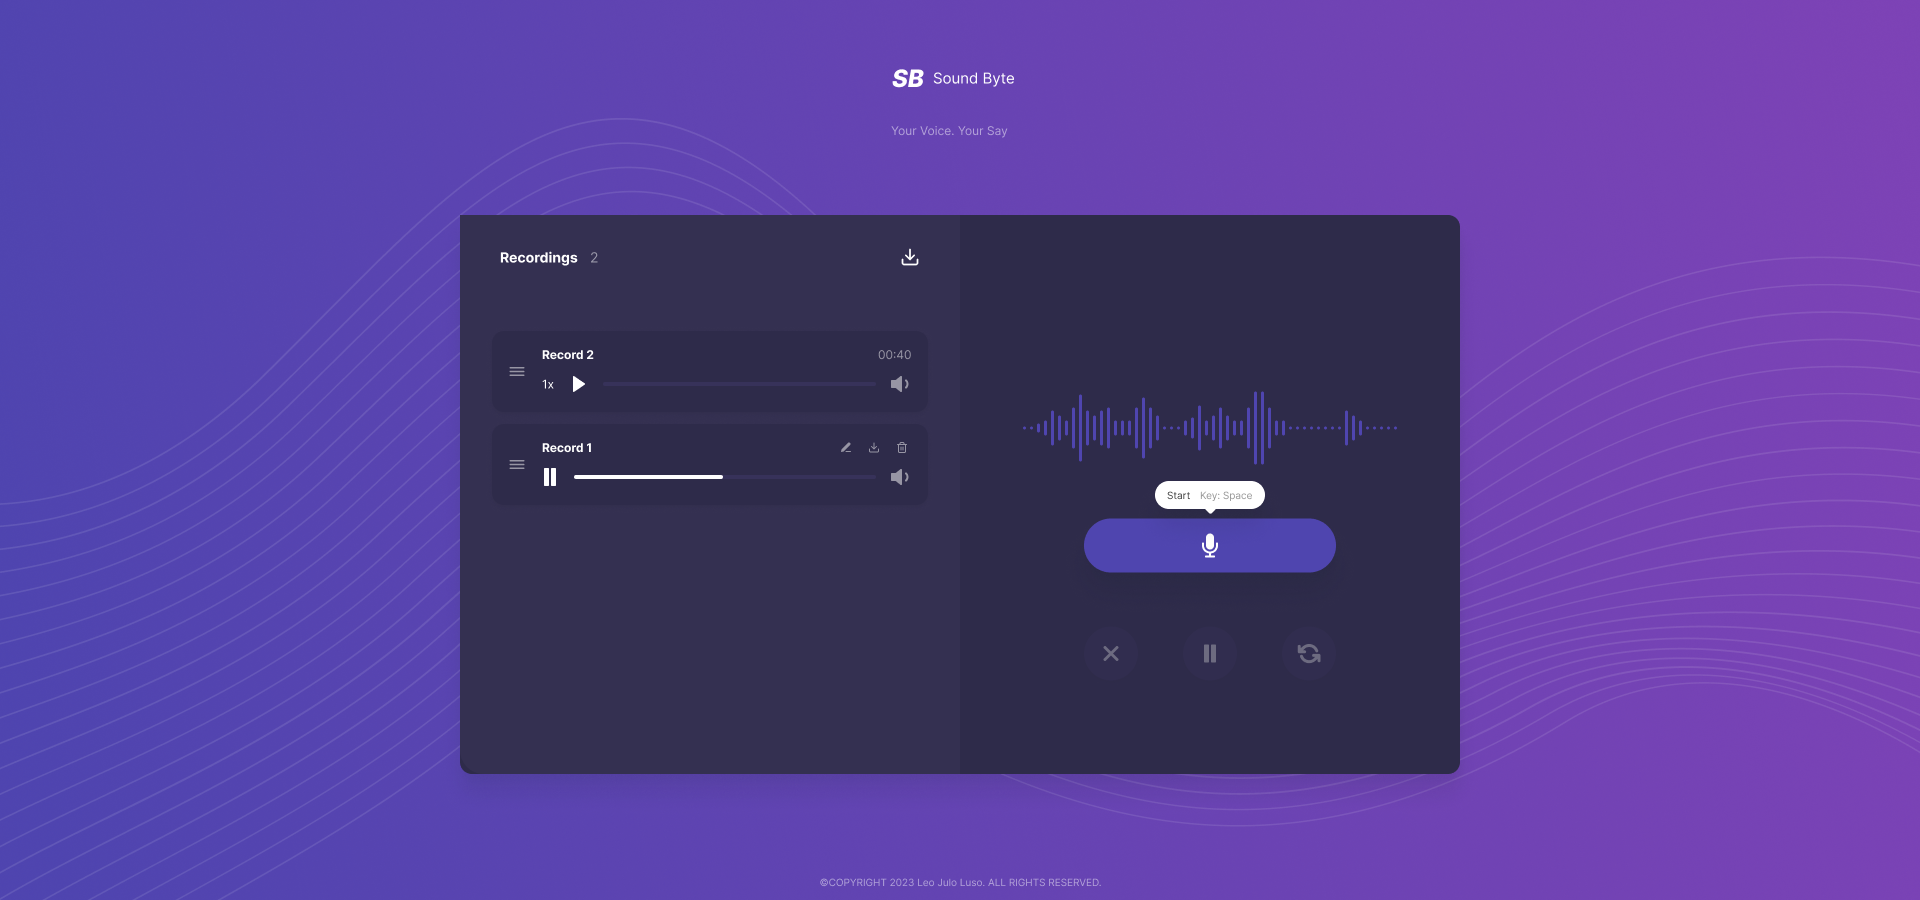 SB Sound Byte
Your Voice. Your Say
Recordings 2
Record 2 00:40
1x
Record 1
Start Key: Space
©COPYRIGHT 2023 Leo Julo Luso. ALL RIGHTS RESERVED.